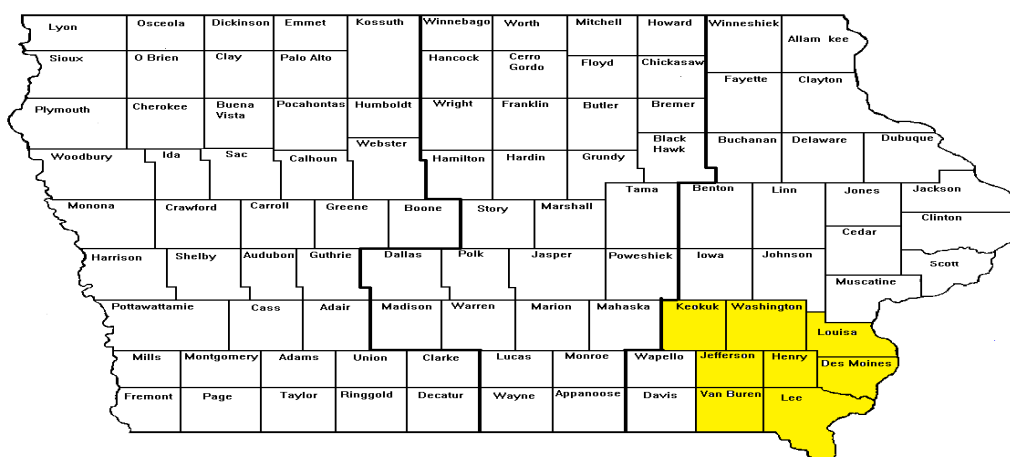 Lyon
Osceola
Dickinson
Emmet
Kossuth
Winnebago
Worth
Mitchell
Howard
Winneshiek
Allam kee
Sioux
O Brien
Clay
Palo Alto
Hancock
Cerro
Gordo
Floyd
Chickasaw
Fayette
Clayton
Plymouth
Cherokee
Buena
Vista
Pocahontas
Humboldt
Wright
Franklin
Butler
Bremer
Webster
Black
Hawk
Buchanan
Delaware
Dubuque
Woodbury
Ida
Sac
Calhoun
Hamilton
Hardin
Grundy
Tama
Benton
Linn
Jones
Jackson
Monona
Crawford
Carroll
Greene
Boone
Story
Marshall
Clinton
Cedar
Harrison
Shelby
Audubon
Guthrie
Dallas
Polk
Jasper
Poweshiek
Iowa
Johnson
Scott
Muscatine
Pottawattamie
Cass
Adair
Madison
Warren
Marion
Mahaska
Keokuk
Washington
Louisa
Mills
Montgomery
Adams
Union
Clarke
Lucas
Monroe
Wapello
Jefferson
Henry
Des Moines
Fremont
Page
Taylor
Ringgold
Decatur
Wayne
Appanoose
Davis
Van Buren
Lee